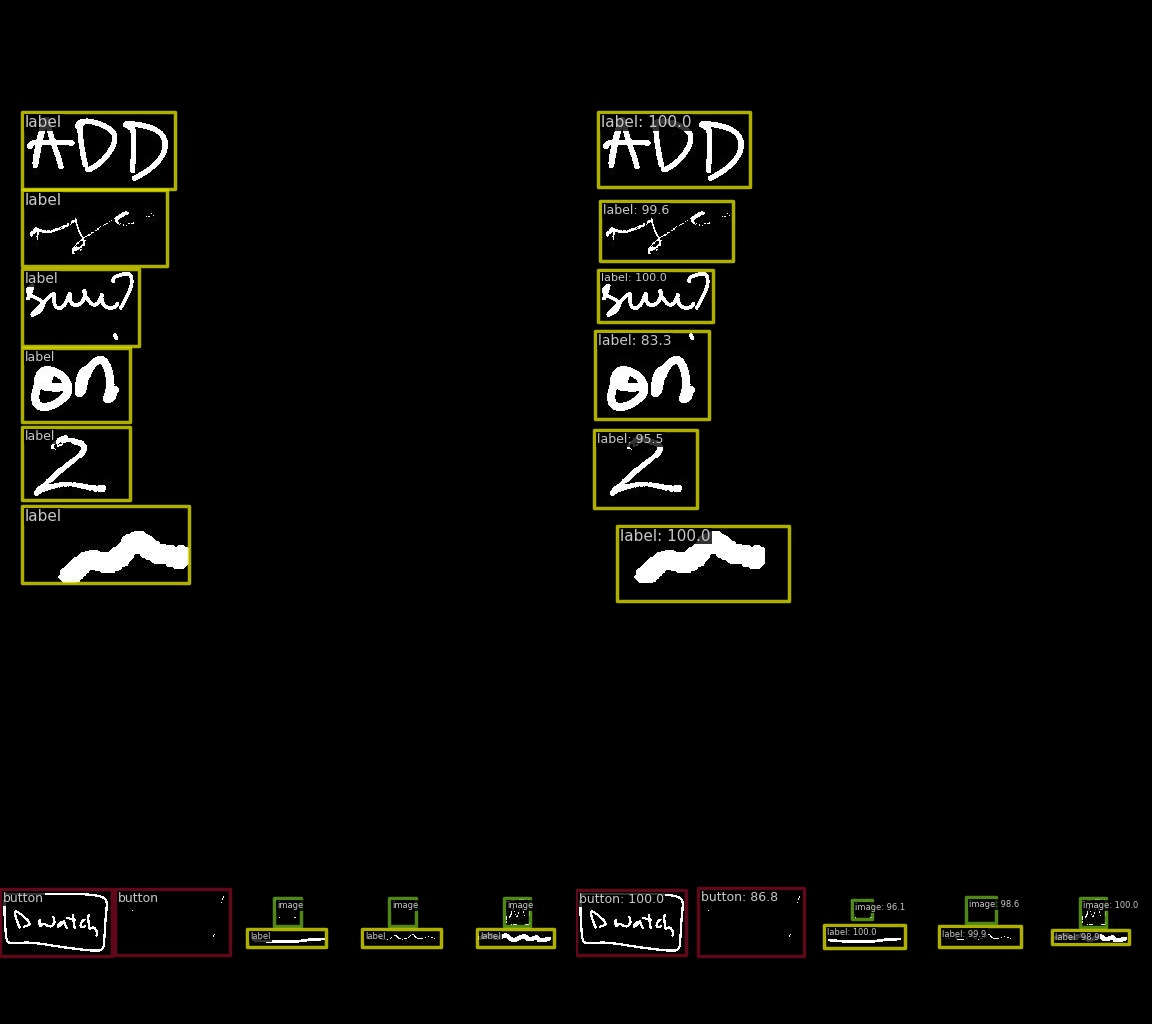 label
ADD
label
label
label
on
label
2
label
button
D watch
button
image
label
image
label
image
label
label: 100.0
ADD
label: 99.6
label: 100.0
label: 83.3
on
label: 95.5
2
label: 100.0
button: 100.0
D watch
button: 86.8
image: 96.1
label: 100.0
image: 98.6
label: 99.9
image: 100.0
label: 98.9